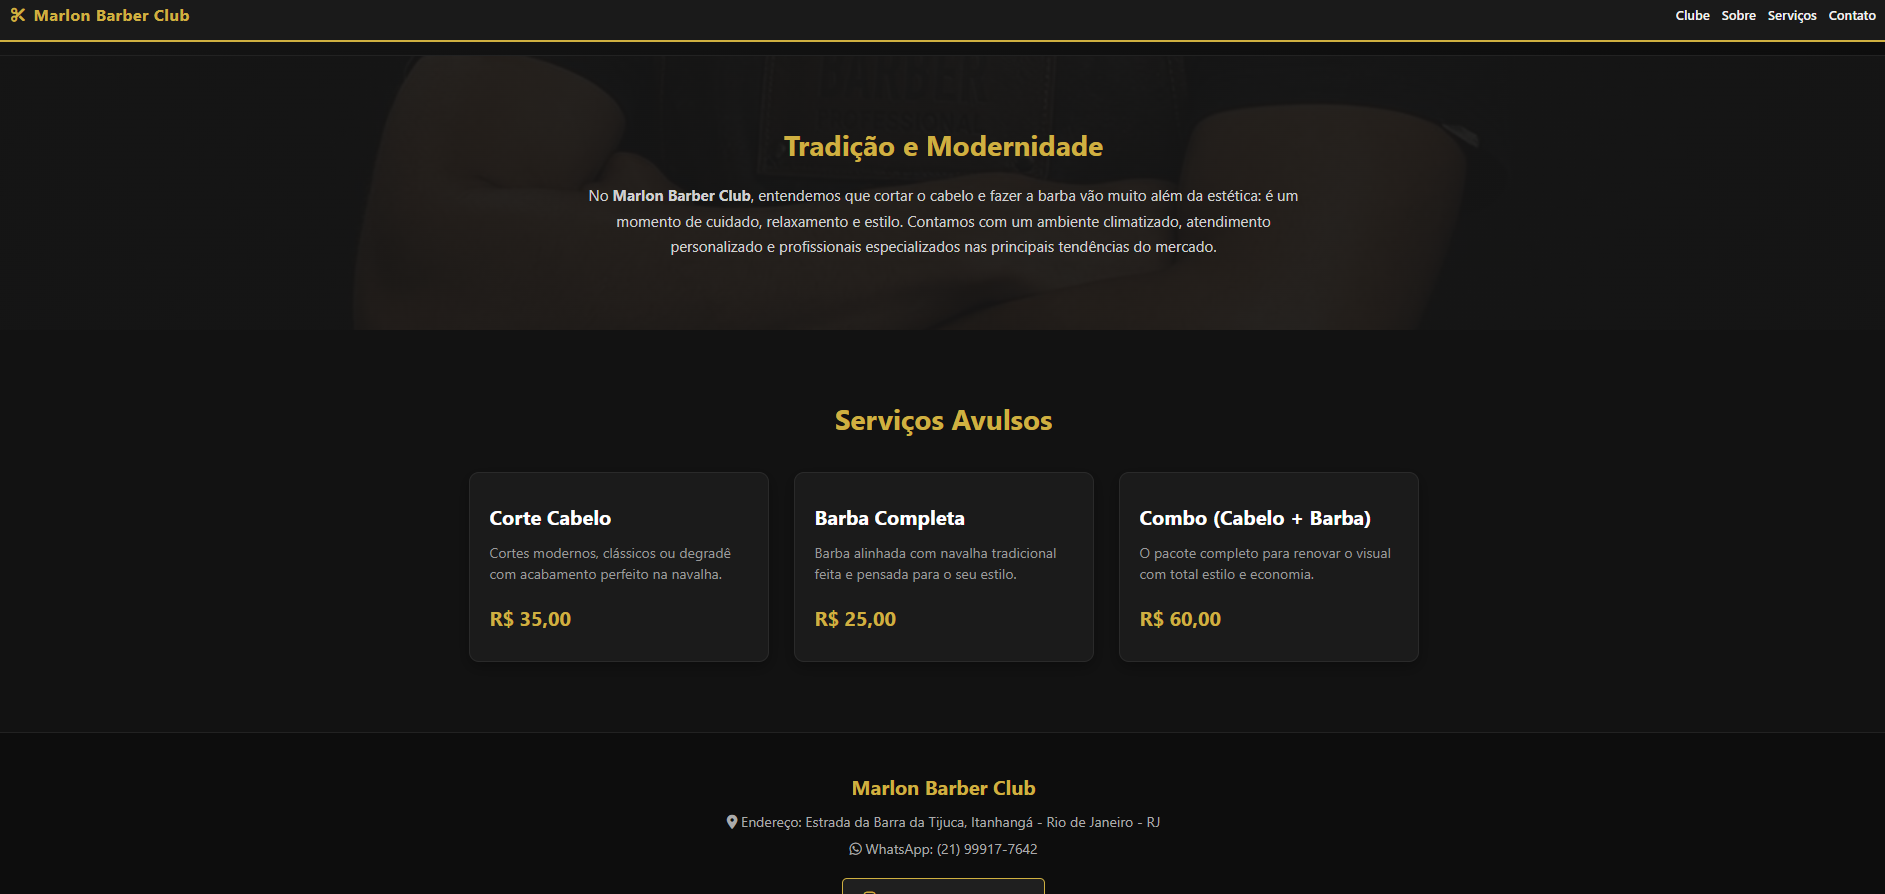 Marlon Barber Club
Clube Sobre Serviços Contato
BARBER
Tradição e Modernidade
No Marlon Barber Club, entendemos que cortar o cabelo e fazer a barba vão muito além da estética: é um
momento de cuidado, relaxamento e estilo. Contamos com um ambiente climatizado, atendimento
personalizado e profissionais especializados nas principais tendências do mercado.
Serviços Avulsos
Corte Cabelo
Cortes modernos, clássicos ou degradê
com acabamento perfeito na navalha.
R$ 35,00
Barba Completa
Barba alinhada com navalha tradicional
feita e pensada para o seu estilo.
R$ 25,00
Combo (Cabelo + Barba)
O pacote completo para renovar o visual
com total estilo e economia.
R$ 60,00
Marlon Barber Club
Endereço: Estrada da Barra da Tijuca, Itanhangá - Rio de Janeiro - RJ
WhatsApp: (21) 99917-7642